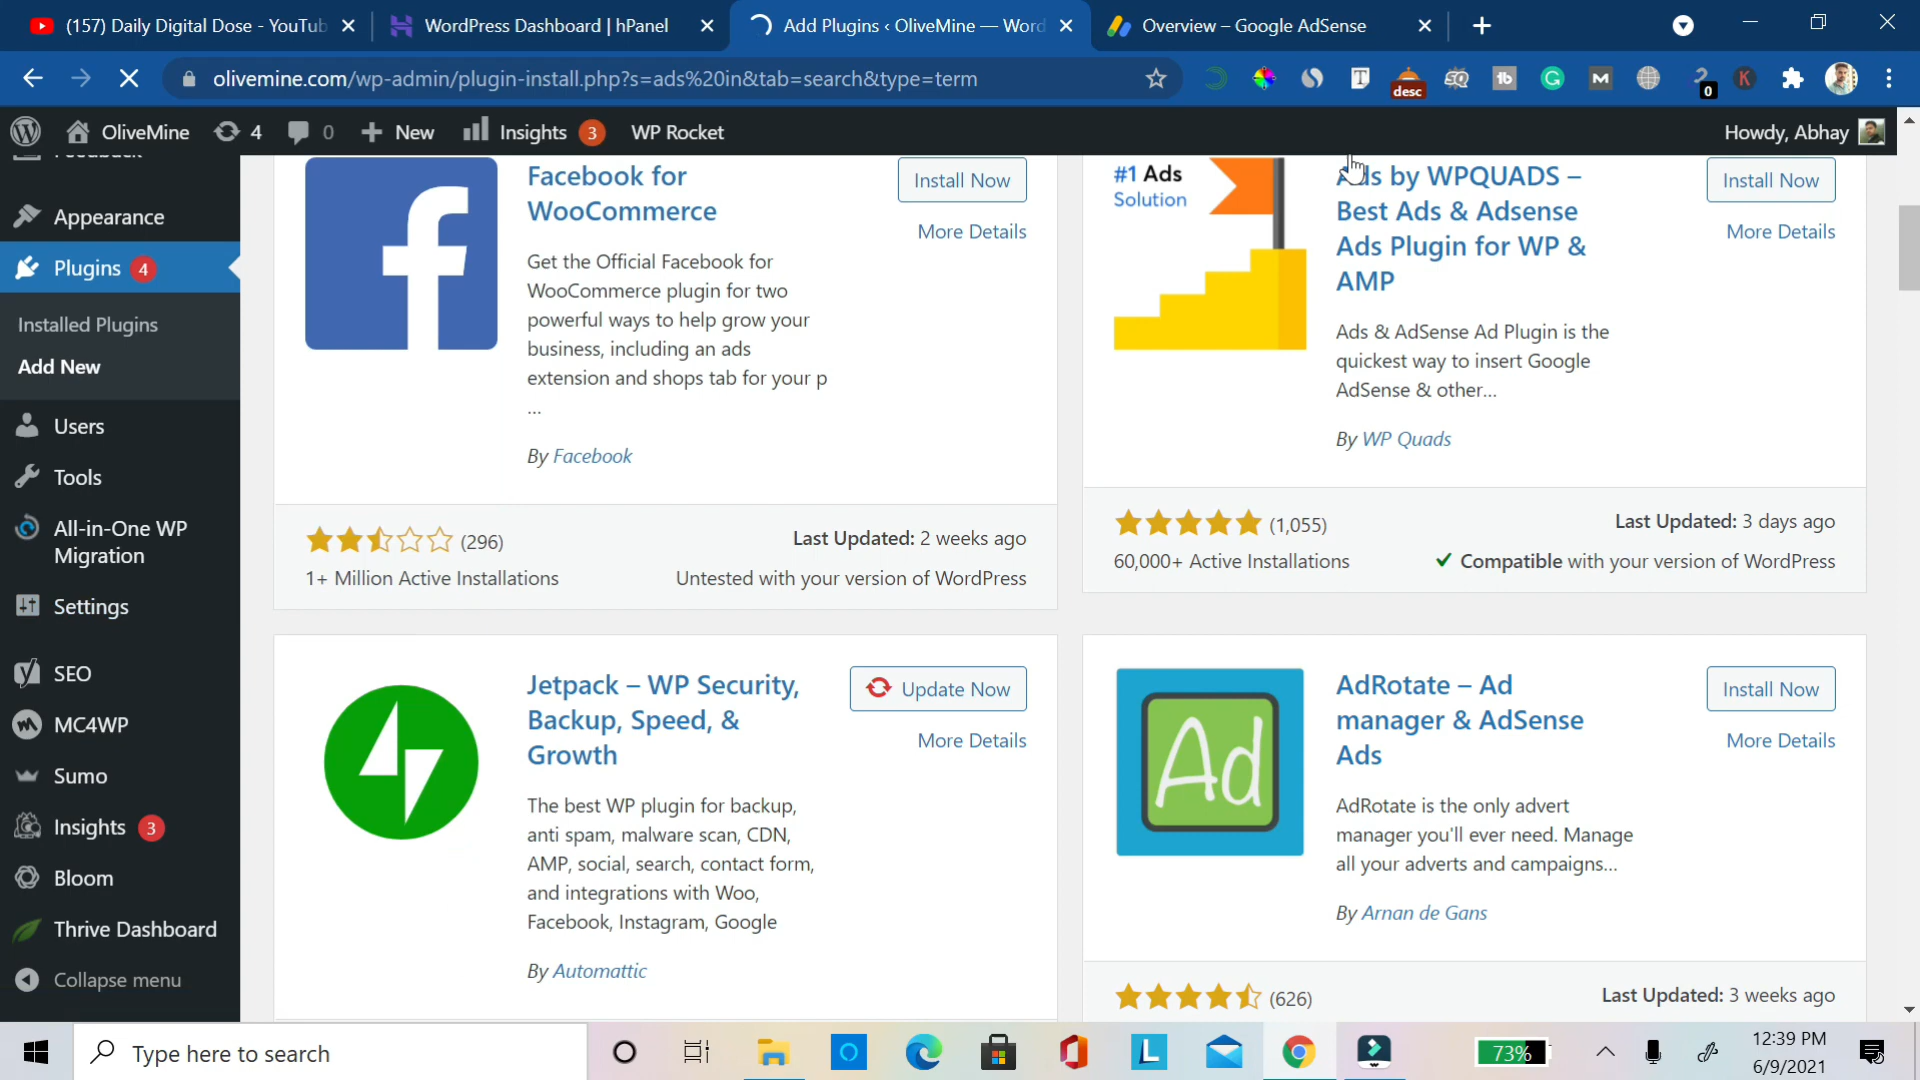 (157) Daily Digital Dose - YouTub
WordPress Dashboard | hPanel
Add Plugins ‹ OliveMine — Word
Overview – Google AdSense
olivemine.com/wp-admin/plugin-install.php?s=ads%20in&tab=search&type=term
desc
0
OliveMine
4
0
New
Insights 3
WP Rocket
Howdy, Abhay
Feedback
Appearance
Plugins 4
Installed Plugins
Add New
Users
Tools
All-in-One WP
Migration
Settings
SEO
MC4WP
Sumo
Insights 3
Bloom
Thrive Dashboard
Collapse menu
Facebook for
WooCommerce
Install Now
More Details
Get the Official Facebook for
WooCommerce plugin for two
powerful ways to help grow your
business, including an ads
extension and shops tab for your p
...
By Facebook
(296)
Last Updated: 2 weeks ago
1+ Million Active Installations
Untested with your version of WordPress
#1 Ads
Solution
Ads by WPQUADS –
Best Ads & Adsense
Ads Plugin for WP &
AMP
Install Now
More Details
Ads & AdSense Ad Plugin is the
quickest way to insert Google
AdSense & other...
By WP Quads
(1,055)
Last Updated: 3 days ago
60,000+ Active Installations
Compatible with your version of WordPress
Jetpack – WP Security,
Backup, Speed, &
Growth
Update Now
More Details
The best WP plugin for backup,
anti spam, malware scan, CDN,
AMP, social, search, contact form,
and integrations with Woo,
Facebook, Instagram, Google
By Automattic
Ad
AdRotate – Ad
manager & AdSense
Ads
Install Now
More Details
AdRotate is the only advert
manager you'll ever need. Manage
all your adverts and campaigns...
By Arnan de Gans
(626)
Last Updated: 3 weeks ago
Type here to search
73%
12:39 PM
6/9/2021